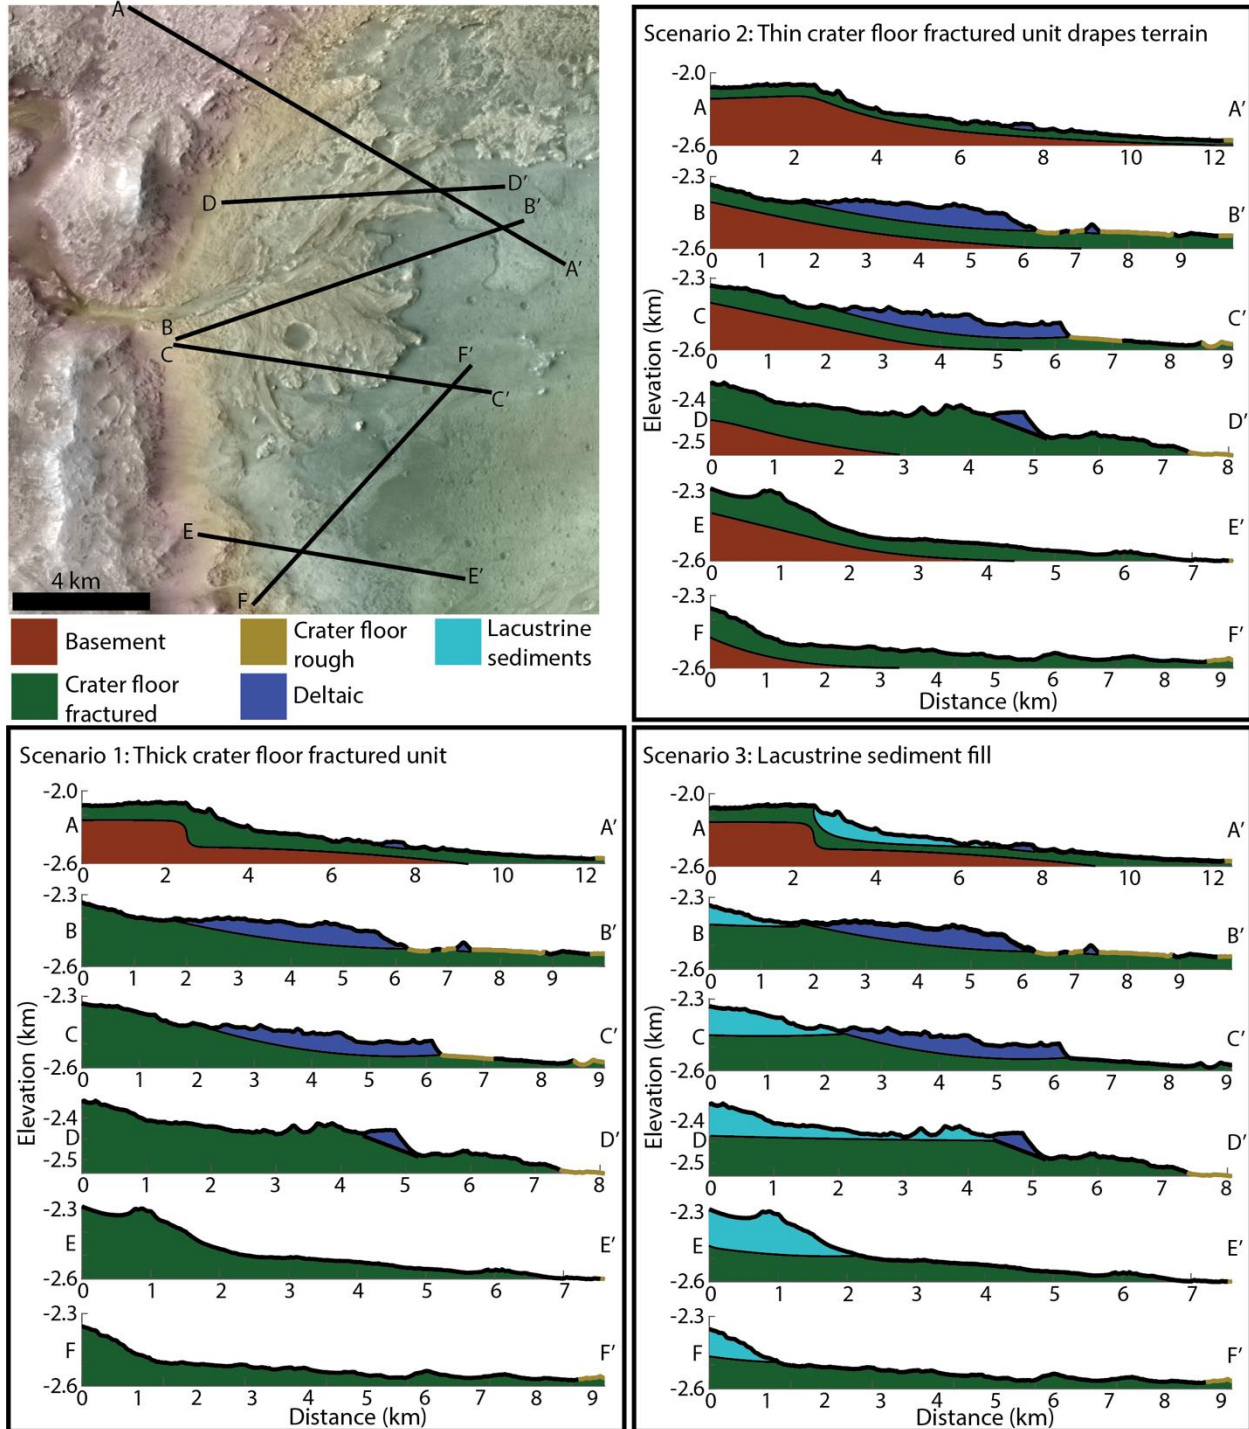 A
D
D'
B'
A'
B
C
F'
C'
E
E'
F
4 km
Basement
Crater floor
fractured
Crater floor
rough
Deltaic
Lacustrine
sediments
Scenario 2: Thin crater floor fractured unit drapes terrain
-2.0
A
A'
-2.6
0 2 4 6 8 10 12
-2.3
B
B'
-2.6
0 1 2 3 4 5 6 7 8 9
-2.3
C
C'
-2.6
0 1 2 3 4 5 6 7 8 9
-2.4
D
D'
-2.5
0 1 2 3 4 5 6 7 8
-2.3
E
E'
-2.6
0 1 2 3 4 5 6 7
-2.3
F
F'
-2.6
0 1 2 3 4 5 6 7 8 9
Elevation (km)
Distance (km)
Scenario 1: Thick crater floor fractured unit
-2.0
A
A'
-2.6
0 2 4 6 8 10 12
-2.3
B
B'
-2.6
0 1 2 3 4 5 6 7 8 9
-2.3
C
C'
-2.6
0 1 2 3 4 5 6 7 8 9
-2.4
D
D'
-2.5
0 1 2 3 4 5 6 7 8
-2.3
E
E'
-2.6
0 1 2 3 4 5 6 7
-2.3
F
F'
-2.6
0 1 2 3 4 5 6 7 8 9
Elevation (km)
Distance (km)
Scenario 3: Lacustrine sediment fill
-2.0
A
A'
-2.6
0 2 4 6 8 10 12
-2.3
B
B'
-2.6
0 1 2 3 4 5 6 7 8 9
-2.3
C
C'
-2.6
0 1 2 3 4 5 6 7 8 9
-2.4
D
D'
-2.5
0 1 2 3 4 5 6 7 8
-2.3
E
E'
-2.6
0 1 2 3 4 5 6 7
-2.3
F
F'
-2.6
0 1 2 3 4 5 6 7 8 9
Elevation (km)
Distance (km)